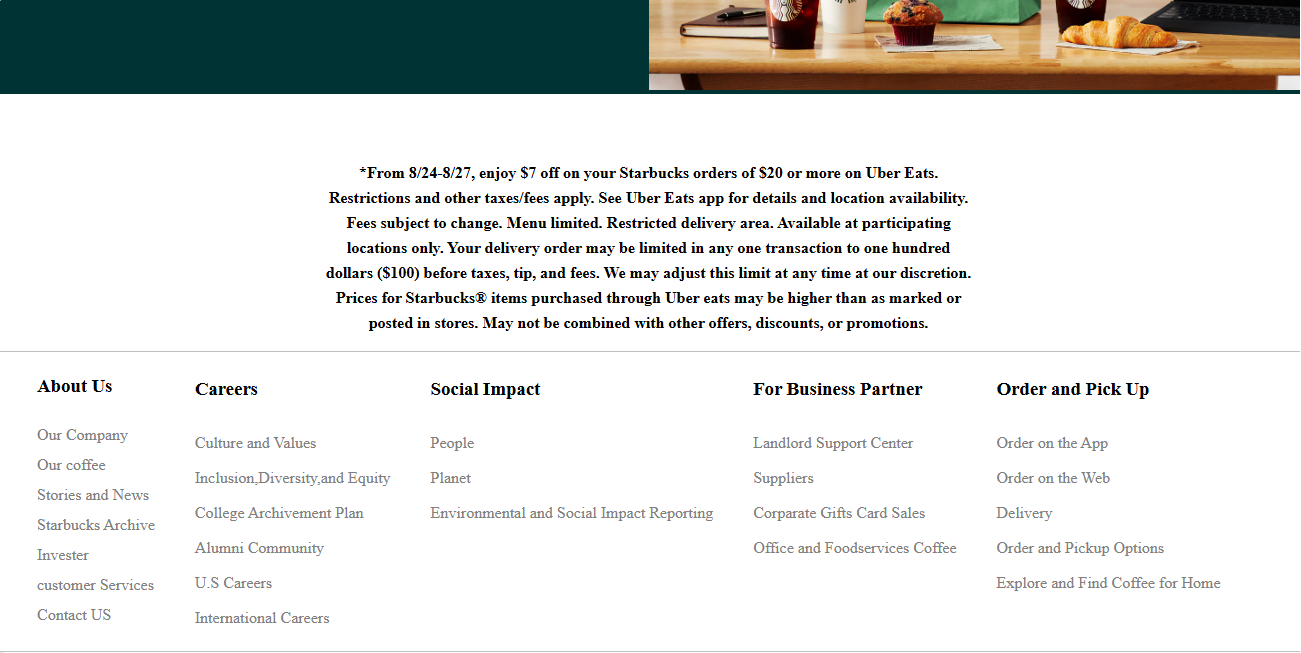 *From 8/24-8/27, enjoy $7 off on your Starbucks orders of $20 or more on Uber Eats.
Restrictions and other taxes/fees apply. See Uber Eats app for details and location availability.
Fees subject to change. Menu limited. Restricted delivery area. Available at participating
locations only. Your delivery order may be limited in any one transaction to one hundred
dollars ($100) before taxes, tip, and fees. We may adjust this limit at any time at our discretion.
Prices for Starbucks® items purchased through Uber eats may be higher than as marked or
posted in stores. May not be combined with other offers, discounts, or promotions.
About Us
Our Company
Our coffee
Stories and News
Starbucks Archive
Invester
customer Services
Contact US
Careers
Culture and Values
Inclusion,Diversity,and Equity
College Archivement Plan
Alumni Community
U.S Careers
International Careers
Social Impact
People
Planet
Environmental and Social Impact Reporting
For Business Partner
Landlord Support Center
Suppliers
Corparate Gifts Card Sales
Office and Foodservices Coffee
Order and Pick Up
Order on the App
Order on the Web
Delivery
Order and Pickup Options
Explore and Find Coffee for Home